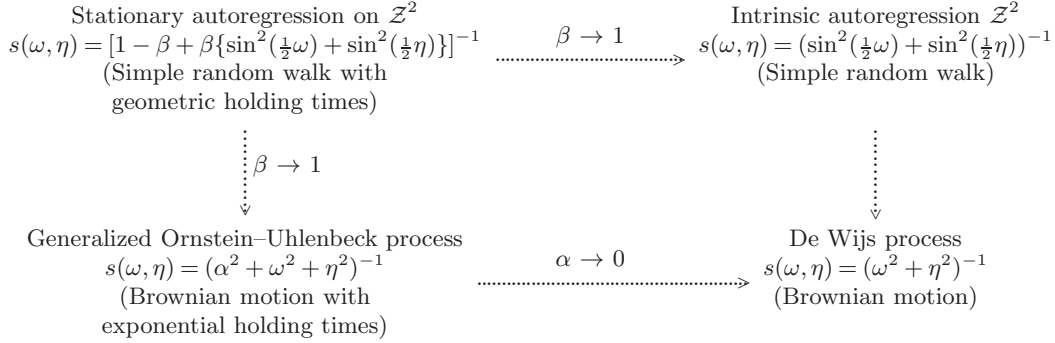 Stationary autoregression on 𝒵²
s(ω, η) = [1 − β + β{sin²(½ω) + sin²(½η)}]⁻¹
(Simple random walk with
geometric holding times)
β → 1
Intrinsic autoregression 𝒵²
s(ω, η) = (sin²(½ω) + sin²(½η))⁻¹
(Simple random walk)
β → 1
Generalized Ornstein–Uhlenbeck process
s(ω, η) = (α² + ω² + η²)⁻¹
(Brownian motion with
exponential holding times)
α → 0
De Wijs process
s(ω, η) = (ω² + η²)⁻¹
(Brownian motion)